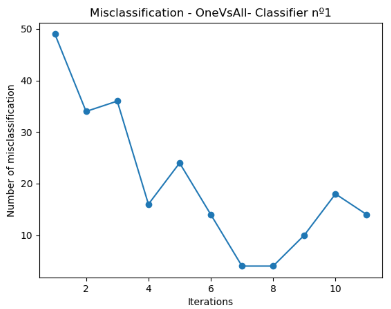 Misclassification - OneVsAll- Classifier nº1
50
40
30
20
10
Number of misclassification
2 4 6 8 10
Iterations